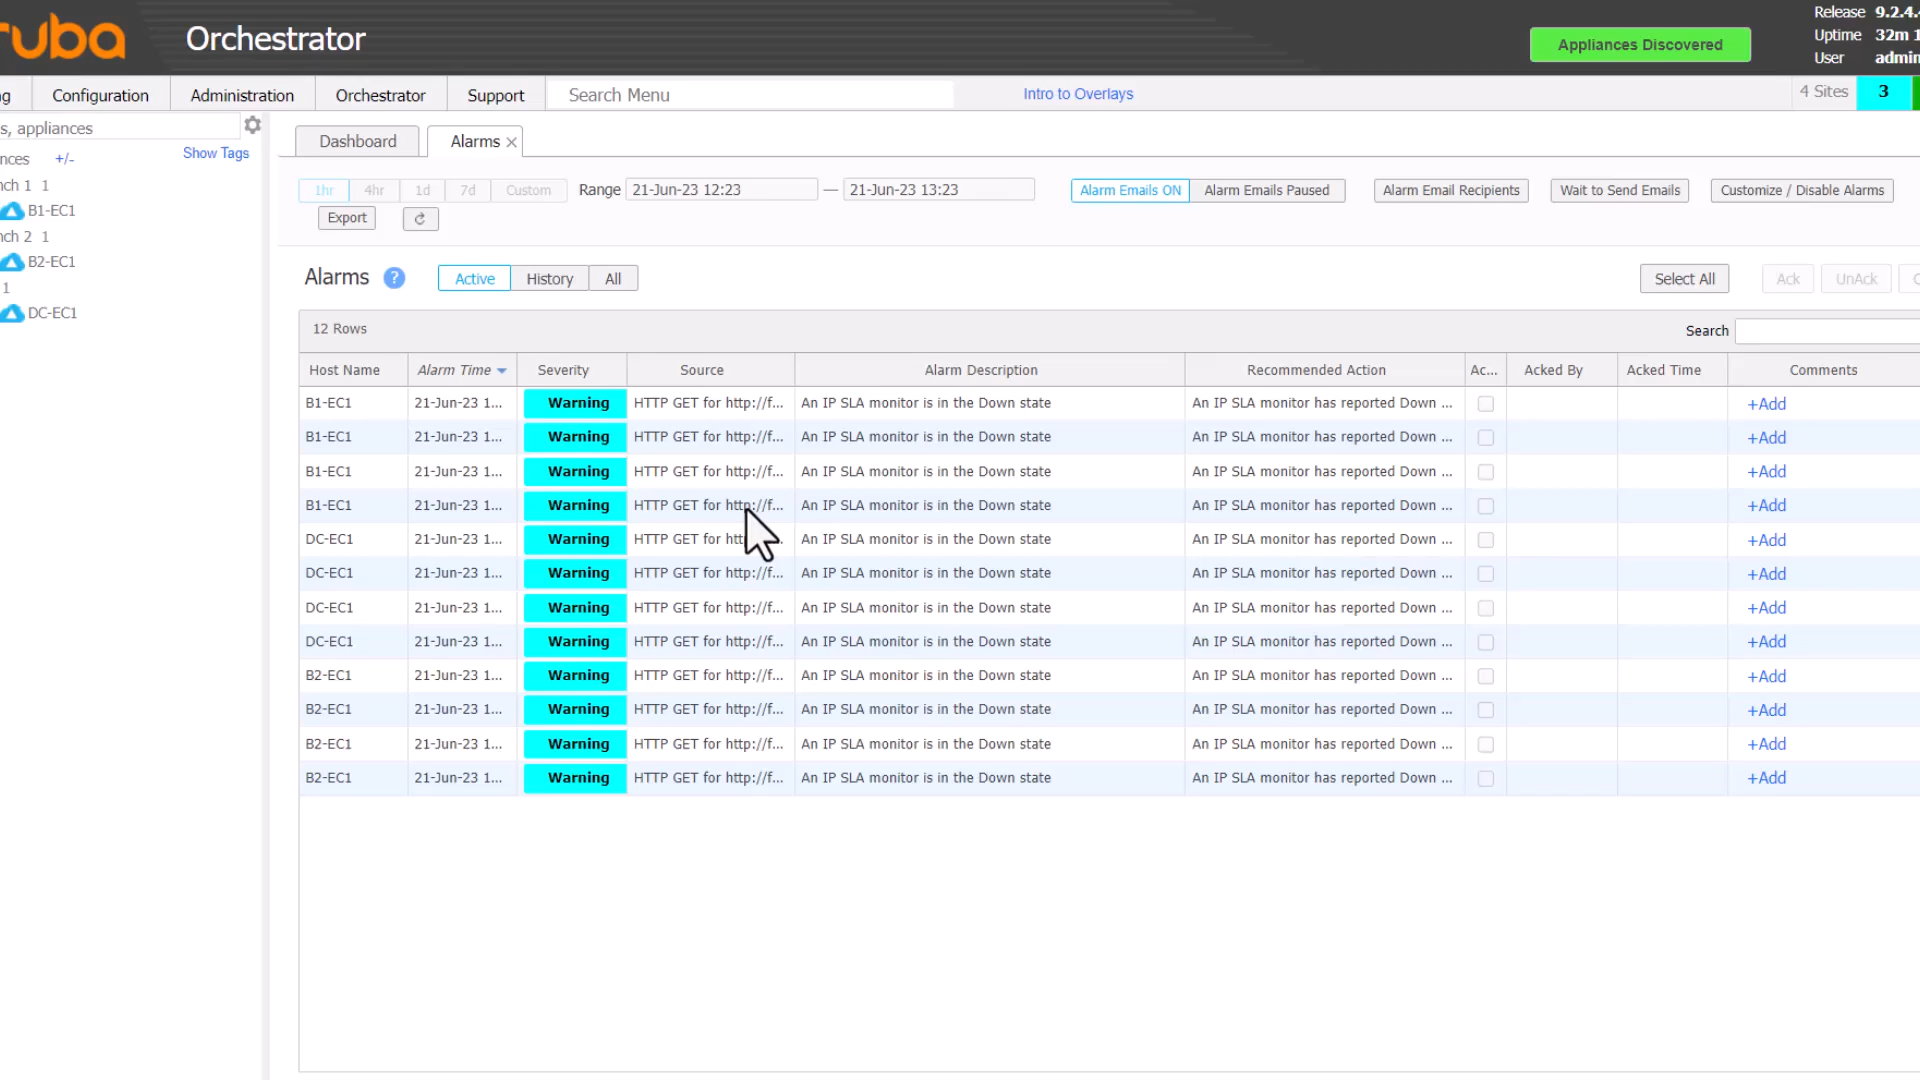 ruba Orchestrator
Appliances Discovered
Release 9.2.4.
Uptime 32m 1
User admin
g Configuration Administration Orchestrator Support Search Menu Intro to Overlays 4 Sites 3
s, appliances
Show Tags
nces +/-
nch 1 1
B1-EC1
nch 2 1
B2-EC1
1
DC-EC1
Dashboard Alarms
1hr 4hr 1d 7d Custom Range 21-Jun-23 12:23 — 21-Jun-23 13:23 Alarm Emails ON Alarm Emails Paused Alarm Email Recipients Wait to Send Emails Customize / Disable Alarms
Export
Alarms ? Active History All Select All Ack UnAck
12 Rows Search
Host Name Alarm Time Severity Source Alarm Description Recommended Action Ac... Acked By Acked Time Comments
B1-EC1 21-Jun-23 1... Warning HTTP GET for http://f... An IP SLA monitor is in the Down state An IP SLA monitor has reported Down ... +Add
B1-EC1 21-Jun-23 1... Warning HTTP GET for http://f... An IP SLA monitor is in the Down state An IP SLA monitor has reported Down ... +Add
B1-EC1 21-Jun-23 1... Warning HTTP GET for http://f... An IP SLA monitor is in the Down state An IP SLA monitor has reported Down ... +Add
B1-EC1 21-Jun-23 1... Warning HTTP GET for http://f... An IP SLA monitor is in the Down state An IP SLA monitor has reported Down ... +Add
DC-EC1 21-Jun-23 1... Warning HTTP GET for An IP SLA monitor is in the Down state An IP SLA monitor has reported Down ... +Add
DC-EC1 21-Jun-23 1... Warning HTTP GET for http://f... An IP SLA monitor is in the Down state An IP SLA monitor has reported Down ... +Add
DC-EC1 21-Jun-23 1... Warning HTTP GET for http://f... An IP SLA monitor is in the Down state An IP SLA monitor has reported Down ... +Add
DC-EC1 21-Jun-23 1... Warning HTTP GET for http://f... An IP SLA monitor is in the Down state An IP SLA monitor has reported Down ... +Add
B2-EC1 21-Jun-23 1... Warning HTTP GET for http://f... An IP SLA monitor is in the Down state An IP SLA monitor has reported Down ... +Add
B2-EC1 21-Jun-23 1... Warning HTTP GET for http://f... An IP SLA monitor is in the Down state An IP SLA monitor has reported Down ... +Add
B2-EC1 21-Jun-23 1... Warning HTTP GET for http://f... An IP SLA monitor is in the Down state An IP SLA monitor has reported Down ... +Add
B2-EC1 21-Jun-23 1... Warning HTTP GET for http://f... An IP SLA monitor is in the Down state An IP SLA monitor has reported Down ... +Add